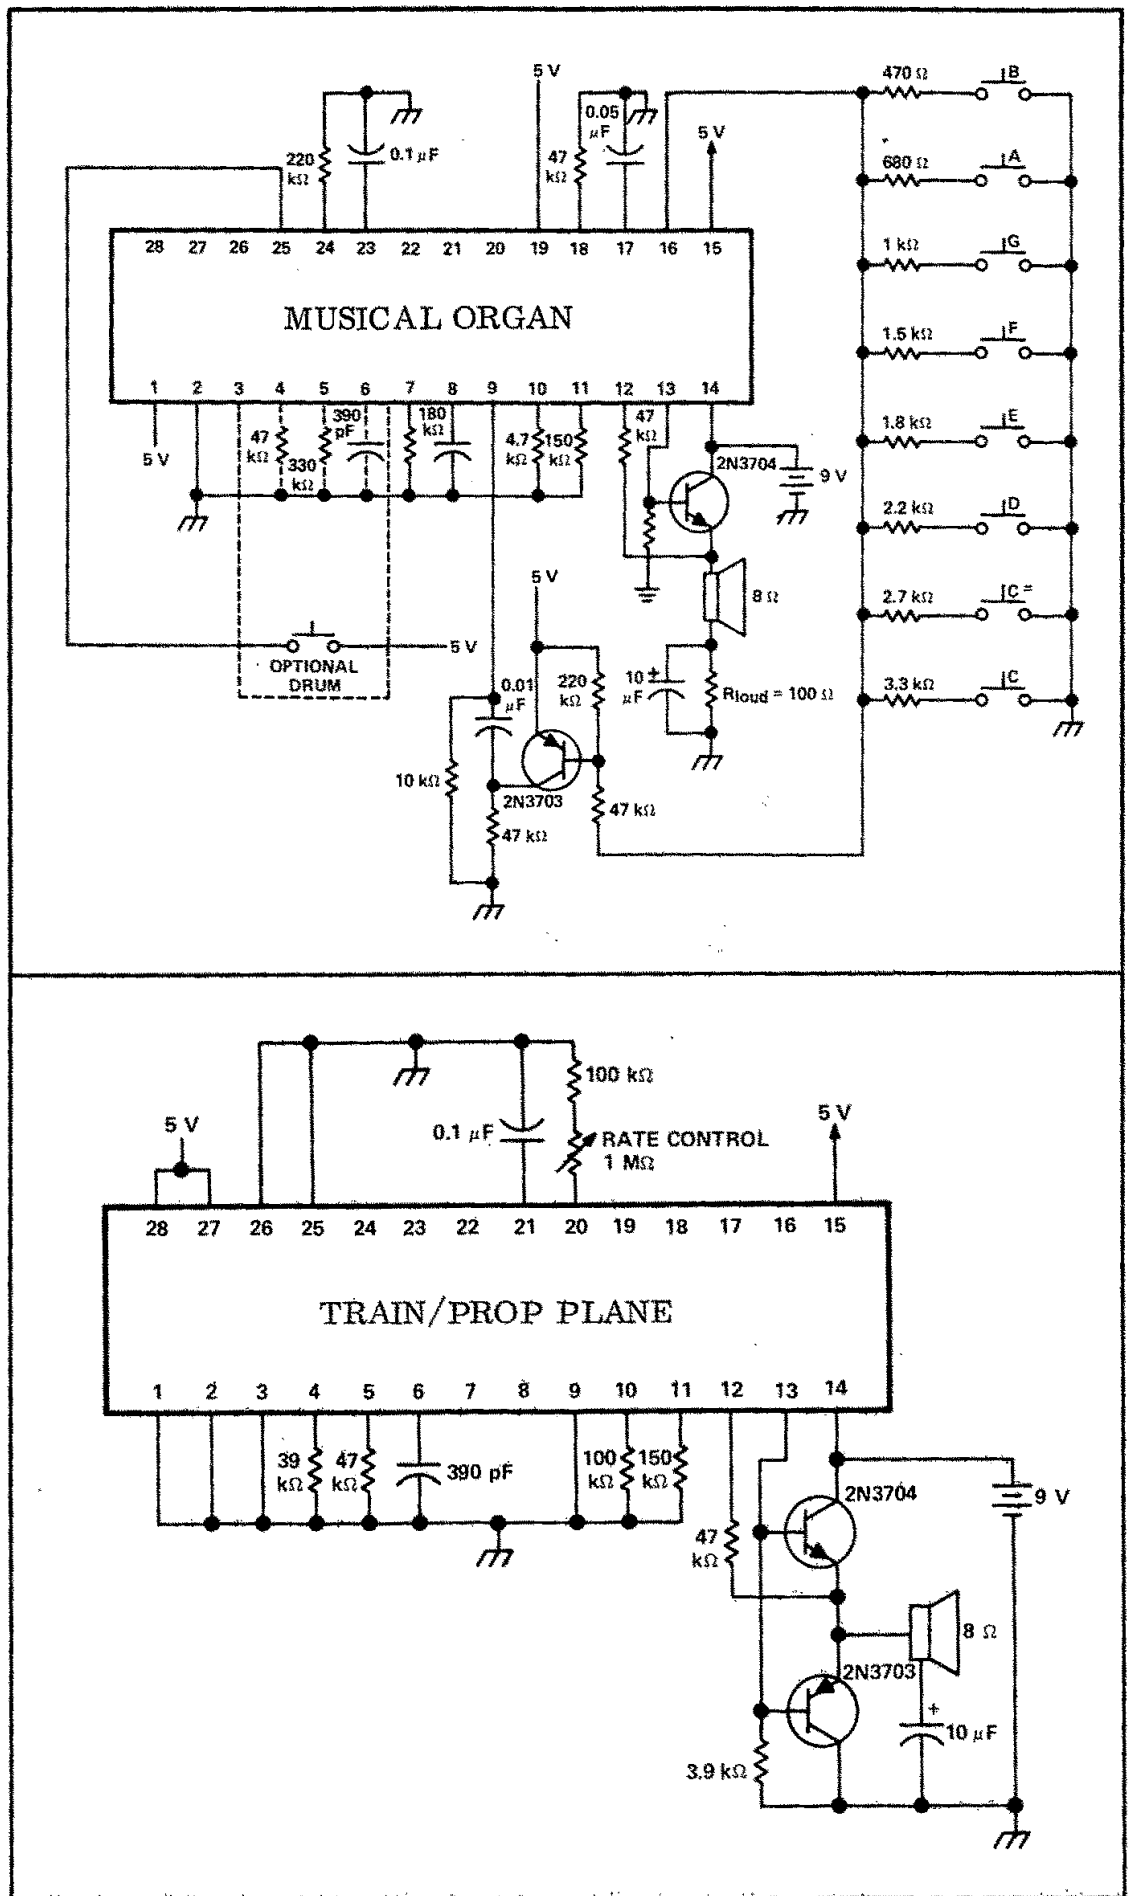 5 V
220
kΩ
0.1 μF
47
kΩ
0.05
μF
5 V
28 27 26 25 24 23 22 21 20 19 18 17 16 15
MUSICAL ORGAN
1 2 3 4 5 6 7 8 9 10 11 12 13 14
5 V
47
kΩ
330
kΩ
390
pF
180
kΩ
4.7
kΩ
150
kΩ
47
kΩ
2N3704
9 V
8 Ω
10
μF
+
Rloud = 100 Ω
OPTIONAL
DRUM
5 V
5 V
0.01
μF
220
kΩ
10 kΩ
2N3703
47 kΩ
47 kΩ
470 Ω B
680 Ω A
1 kΩ G
1.5 kΩ F
1.8 kΩ E
2.2 kΩ D
2.7 kΩ C=
3.3 kΩ C
5 V
0.1 μF
100 kΩ
RATE CONTROL
1 MΩ
5 V
28 27 26 25 24 23 22 21 20 19 18 17 16 15
TRAIN/PROP PLANE
1 2 3 4 5 6 7 8 9 10 11 12 13 14
39
kΩ
47
kΩ
390 pF
100
kΩ
150
kΩ
47
kΩ
2N3704
9 V
8 Ω
2N3703
+
10 μF
3.9 kΩ